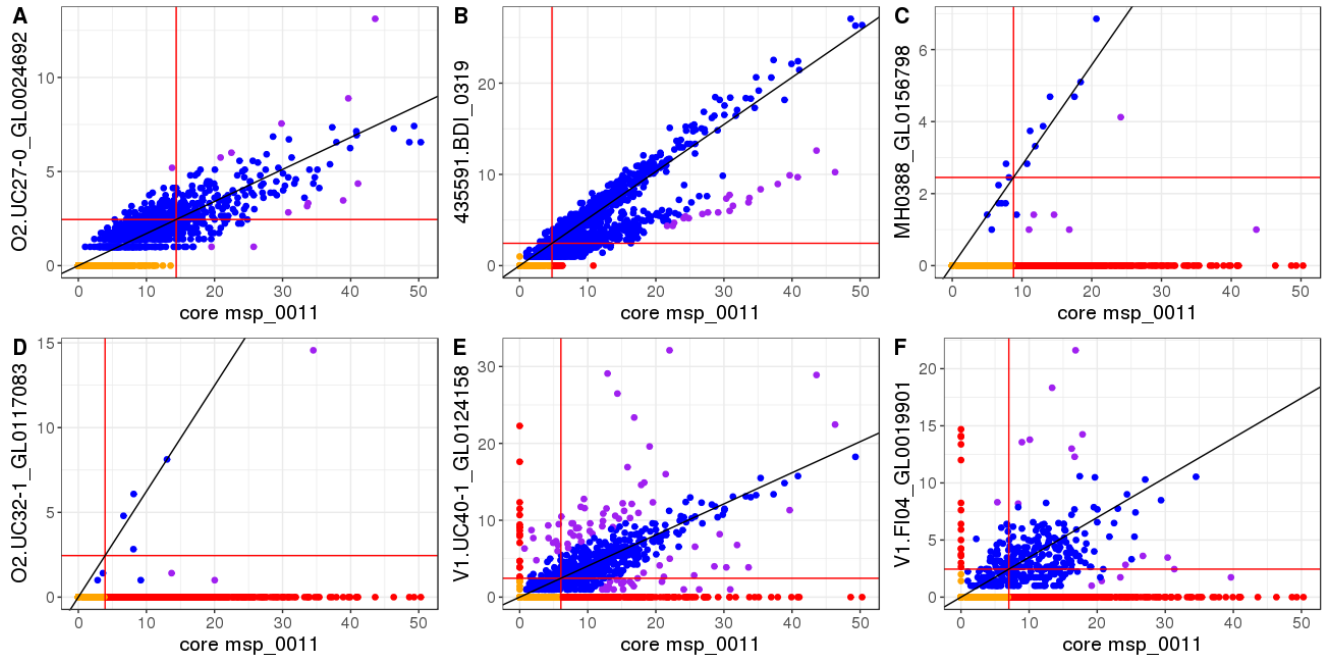 A
O2.UC27-0_GL0024692
10
5
0
0 10 20 30 40 50
core msp_0011
B
435591.BDI_0319
20
10
0
0 10 20 30 40 50
core msp_0011
C
MH0388_GL0156798
6
4
2
0
0 10 20 30 40 50
core msp_0011
D
O2.UC32-1_GL0117083
15
10
5
0
0 10 20 30 40 50
core msp_0011
E
V1.UC40-1_GL0124158
30
20
10
0
0 10 20 30 40 50
core msp_0011
F
V1.FI04_GL0019901
20
15
10
5
0
0 10 20 30 40 50
core msp_0011